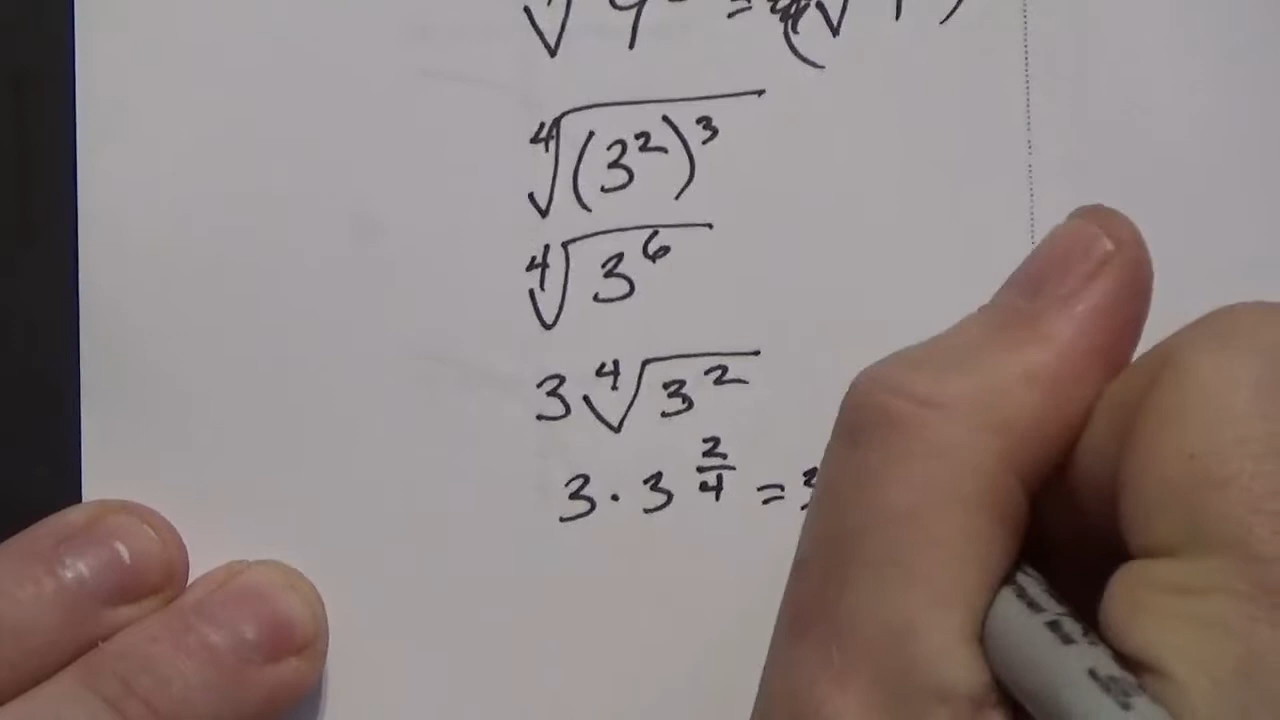 ⁴√(3²)³
⁴√3⁶
3 ⁴√3²
3 · 3^(2/4) =